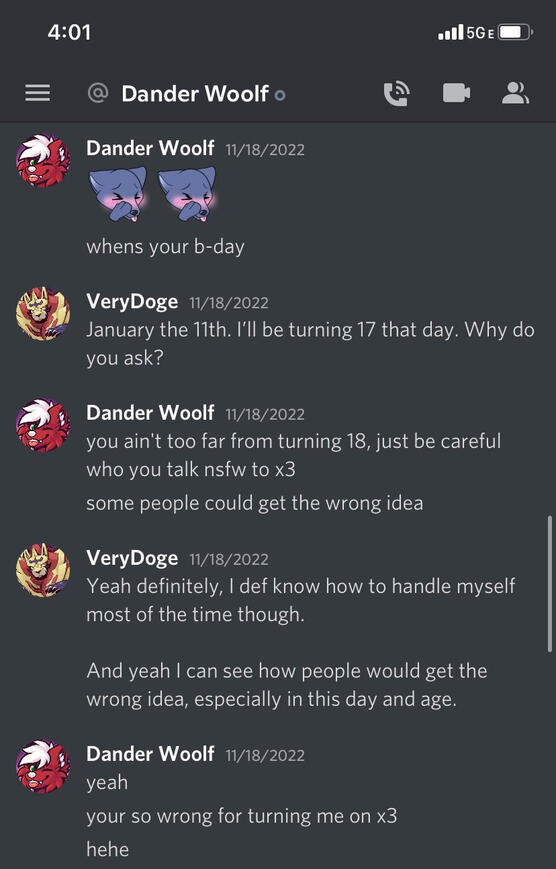 4:01
5GE
@ Dander Woolf
Dander Woolf 11/18/2022
whens your b-day
VeryDoge 11/18/2022
January the 11th. I'll be turning 17 that day. Why do
you ask?
Dander Woolf 11/18/2022
you ain't too far from turning 18, just be careful
who you talk nsfw to x3
some people could get the wrong idea
VeryDoge 11/18/2022
Yeah definitely, I def know how to handle myself
most of the time though.
And yeah I can see how people would get the
wrong idea, especially in this day and age.
Dander Woolf 11/18/2022
yeah
your so wrong for turning me on x3
hehe